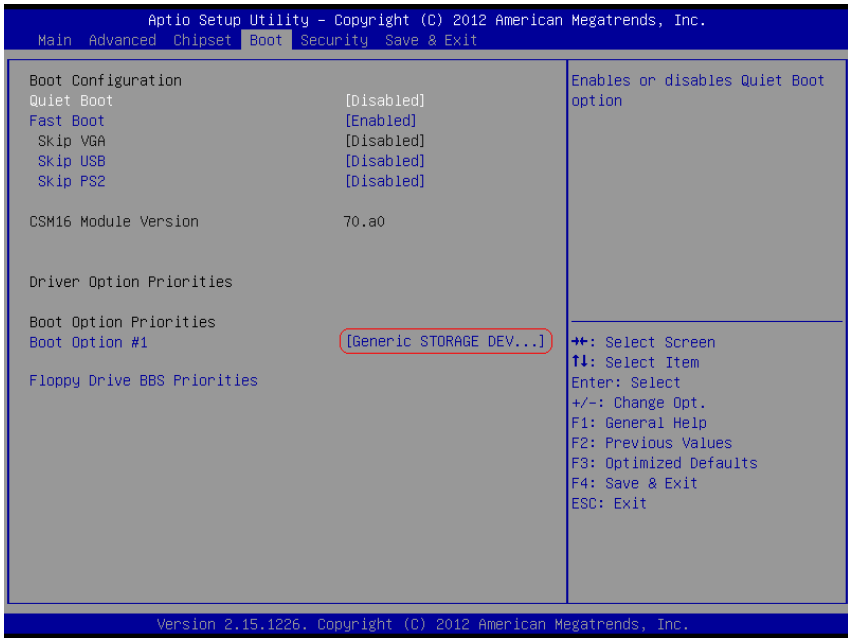 Aptio Setup Utility – Copyright (C) 2012 American Megatrends, Inc.
Main Advanced Chipset Boot Security Save & Exit
Boot Configuration
Quiet Boot [Disabled]
Fast Boot [Enabled]
Skip VGA [Disabled]
Skip USB [Disabled]
Skip PS2 [Disabled]
CSM16 Module Version 70.a0
Driver Option Priorities
Boot Option Priorities
Boot Option #1 [Generic STORAGE DEV...]
Floppy Drive BBS Priorities
Enables or disables Quiet Boot
option
→←: Select Screen
↑↓: Select Item
Enter: Select
+/-: Change Opt.
F1: General Help
F2: Previous Values
F3: Optimized Defaults
F4: Save & Exit
ESC: Exit
Version 2.15.1226. Copyright (C) 2012 American Megatrends, Inc.